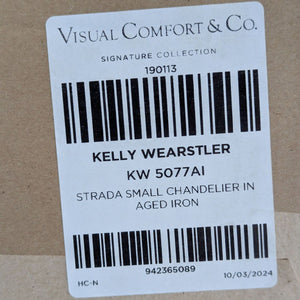 VISUAL COMFORT & CO.
SIGNATURE COLLECTION
190113
KELLY WEARSTLER
KW 5077AI
STRADA SMALL CHANDELIER IN
AGED IRON
942365089
HC-N 10/03/2024